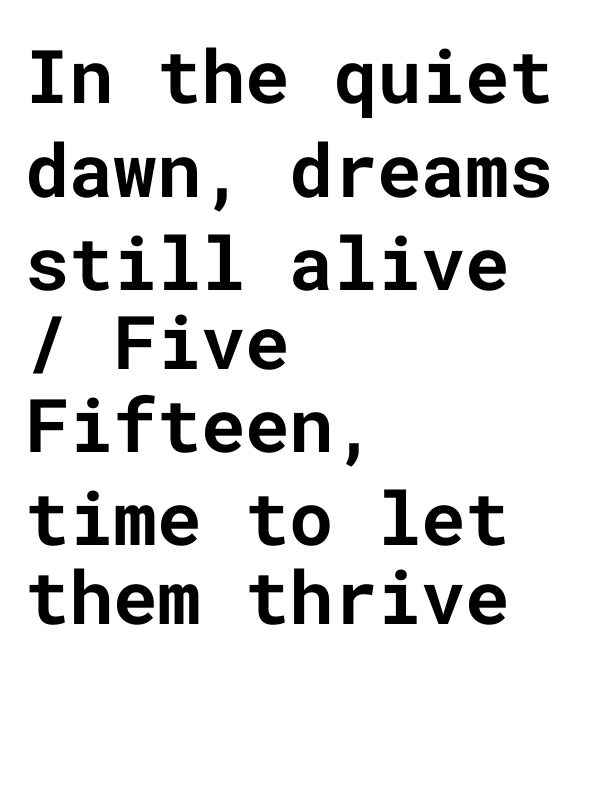 In the quiet
dawn, dreams
still alive
/ Five
Fifteen,
time to let
them thrive